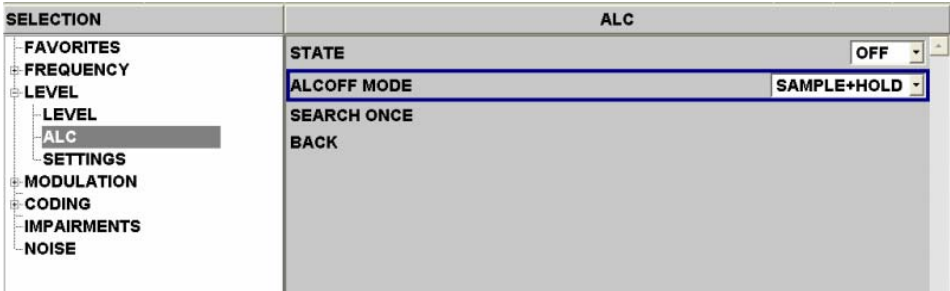 SELECTION
ALC
FAVORITES
FREQUENCY
LEVEL
LEVEL
ALC
SETTINGS
MODULATION
CODING
IMPAIRMENTS
NOISE
STATE OFF
ALCOFF MODE SAMPLE+HOLD
SEARCH ONCE
BACK